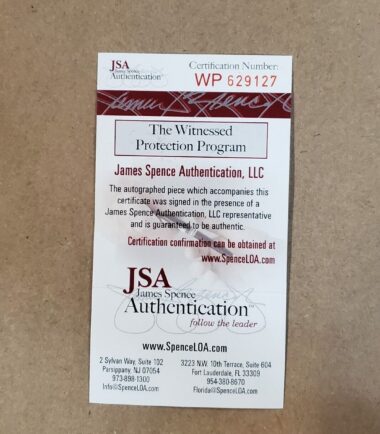 JSA
James Spence
Authentication™
Certification Number:
WP 629127
James Spence
The Witnessed
Protection Program
James Spence Authentication, LLC
The autographed piece which accompanies this
certificate was signed in the presence of a
James Spence Authentication, LLC representative
and is guaranteed to be authentic.
Certification confirmation can be obtained at
www.SpenceLOA.com
JSA
James Spence
Authentication™
follow the leader
www.SpenceLOA.com
2 Sylvan Way, Suite 102
Parsippany, NJ 07054
973-898-1300
Info@SpenceLOA.com
3223 N.W. 10th Terrace, Suite 604
Fort Lauderdale, FL 33309
954-380-8670
Florida@SpenceLOA.com